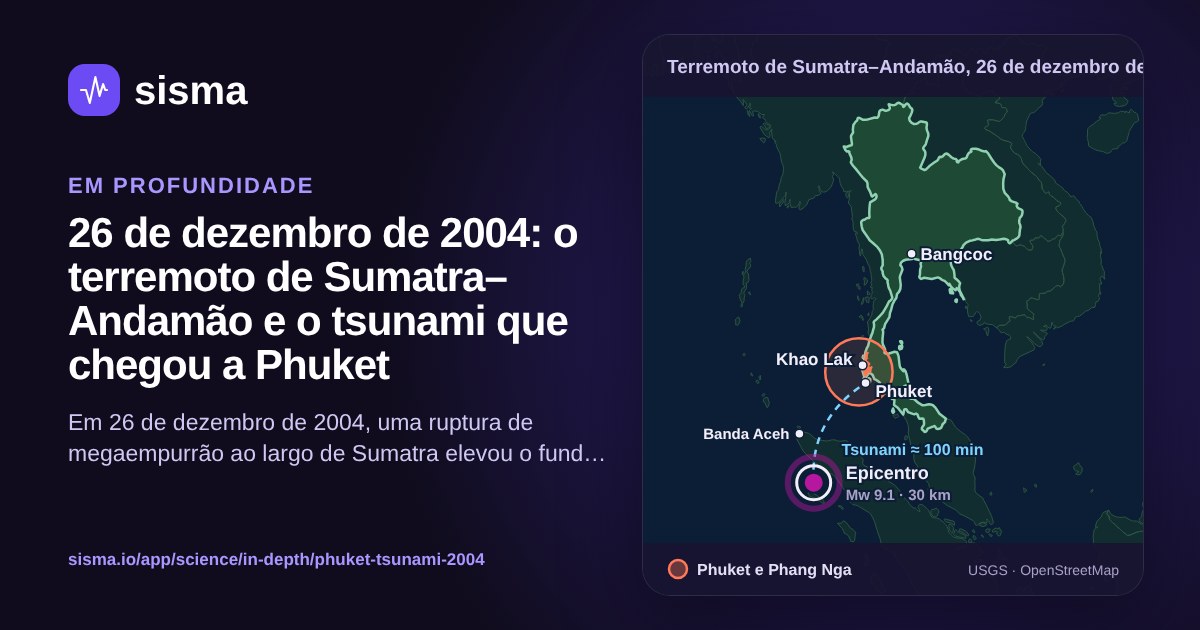 sisma
EM PROFUNDIDADE
26 de dezembro de 2004: o
terremoto de Sumatra–
Andamão e o tsunami que
chegou a Phuket
Em 26 de dezembro de 2004, uma ruptura de
megaempurrão ao largo de Sumatra elevou o fund…
sisma.io/app/science/in-depth/phuket-tsunami-2004
Terremoto de Sumatra–Andamão, 26 de dezembro de
Bangcoc
Khao Lak
Phuket
Banda Aceh
Tsunami ≈ 100 min
Epicentro
Mw 9.1 · 30 km
Phuket e Phang Nga
USGS · OpenStreetMap